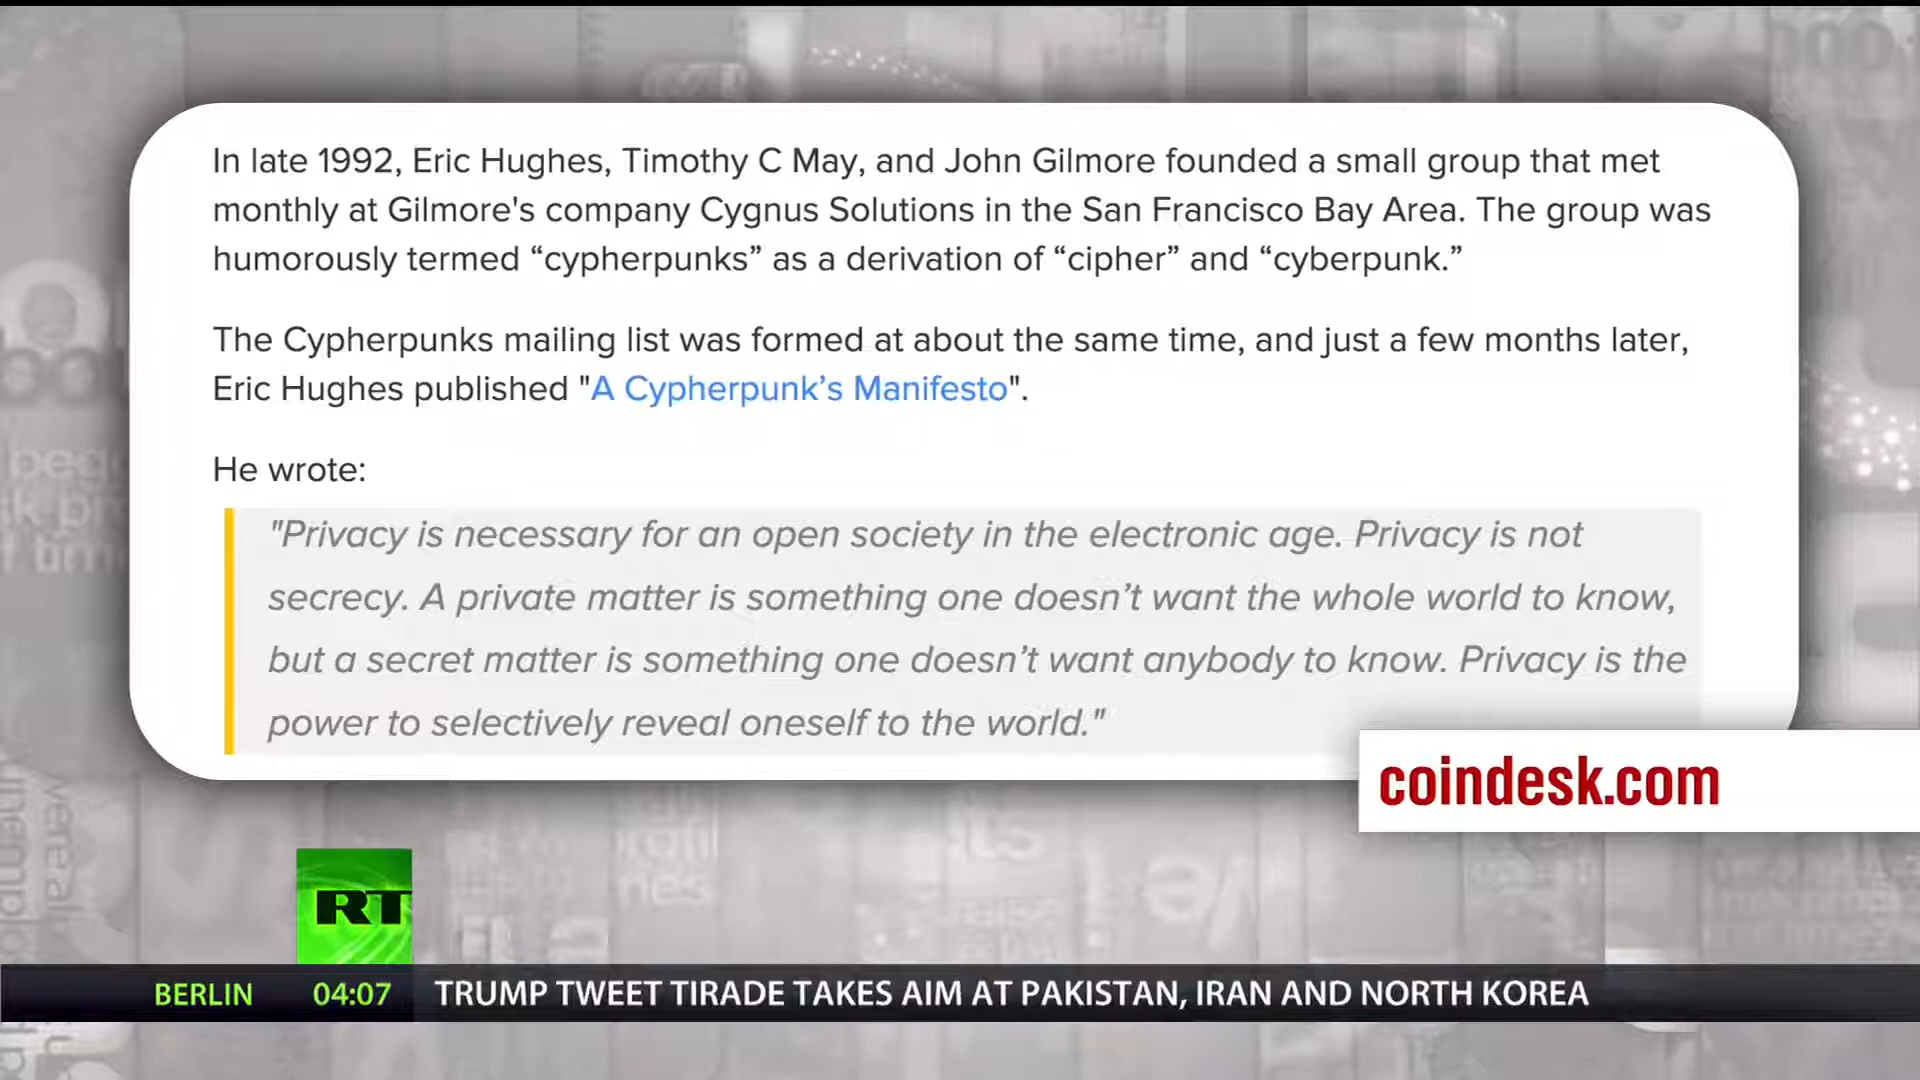 In late 1992, Eric Hughes, Timothy C May, and John Gilmore founded a small group that met
monthly at Gilmore's company Cygnus Solutions in the San Francisco Bay Area. The group was
humorously termed “cypherpunks” as a derivation of “cipher” and “cyberpunk.”
The Cypherpunks mailing list was formed at about the same time, and just a few months later,
Eric Hughes published "A Cypherpunk’s Manifesto".
He wrote:
"Privacy is necessary for an open society in the electronic age. Privacy is not
secrecy. A private matter is something one doesn’t want the whole world to know,
but a secret matter is something one doesn’t want anybody to know. Privacy is the
power to selectively reveal oneself to the world."
coindesk.com
RT
BERLIN 04:07 TRUMP TWEET TIRADE TAKES AIM AT PAKISTAN, IRAN AND NORTH KOREA